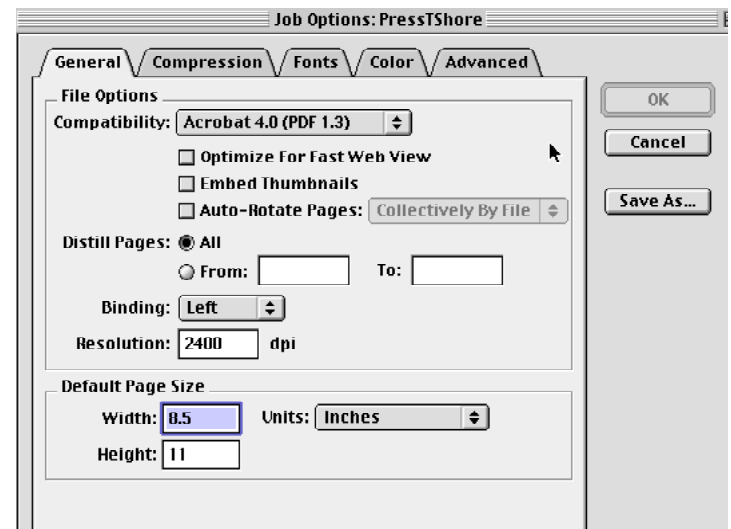 Job Options: PressTShore
General Compression Fonts Color Advanced
File Options
Compatibility: Acrobat 4.0 (PDF 1.3)
Optimize For Fast Web View
Embed Thumbnails
Auto-Rotate Pages: Collectively By File
Distill Pages: All
From: To:
Binding: Left
Resolution: 2400 dpi
Default Page Size
Width: 8.5 Units: Inches
Height: 11
OK
Cancel
Save As...